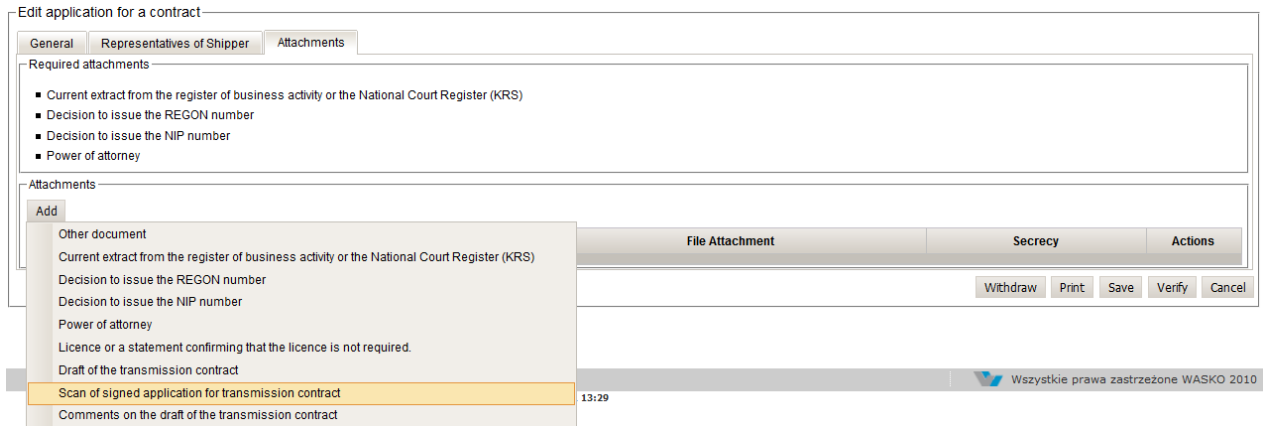 Edit application for a contract
General Representatives of Shipper Attachments
Required attachments
Current extract from the register of business activity or the National Court Register (KRS)
Decision to issue the REGON number
Decision to issue the NIP number
Power of attorney
Attachments
Add
File Attachment Secrecy Actions
Other document
Current extract from the register of business activity or the National Court Register (KRS)
Decision to issue the REGON number
Decision to issue the NIP number
Power of attorney
Licence or a statement confirming that the licence is not required.
Draft of the transmission contract
Scan of signed application for transmission contract
Comments on the draft of the transmission contract
Withdraw Print Save Verify Cancel
Wszystkie prawa zastrzeżone WASKO 2010
13:29